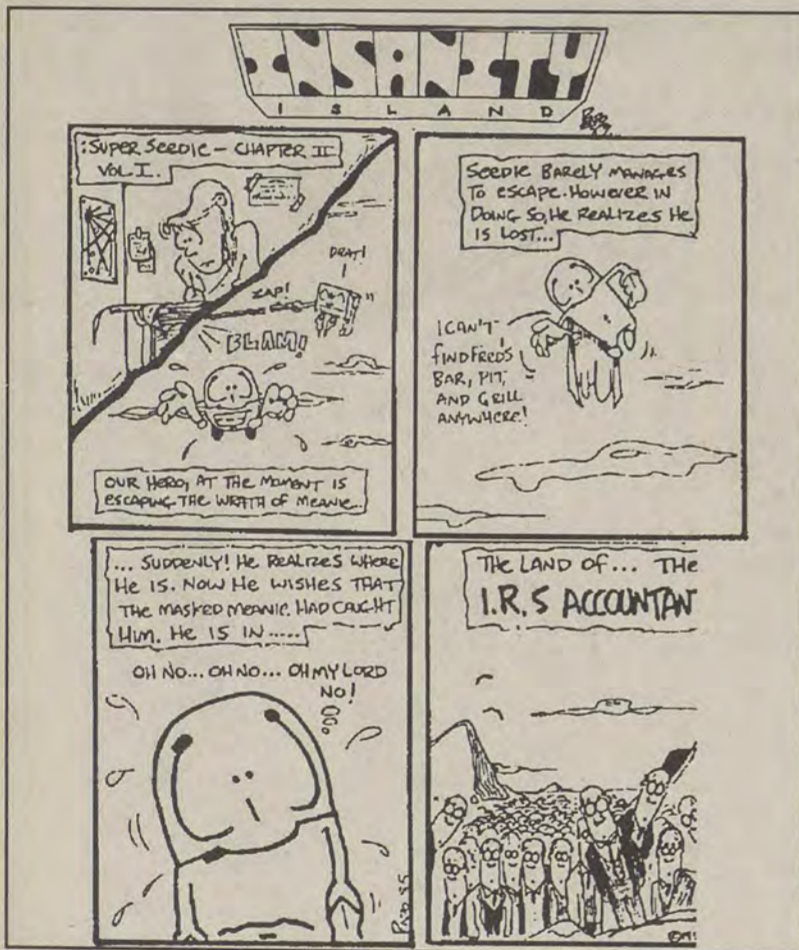 INSANITY
ISLAND
:SUPER SEEDIE – CHAPTER II
VOL I.
DRAT!
ZAP!
BLAM!
OUR HERO, AT THE MOMENT IS
ESCAPING THE WRATH OF MEANIE.
SEEDIE BARELY MANAGES
TO ESCAPE. HOWEVER IN
DOING SO, HE REALIZES HE
IS LOST...
I CAN'T
FIND FRED'S
BAR, PIT,
AND GRILL
ANYWHERE!
... SUDDENLY! HE REALIZES WHERE
HE IS. NOW HE WISHES THAT
THE MASKED MEANIE HAD CAUGHT
HIM. HE IS IN .....
OH NO... OH NO... OH MY LORD
NO!
THE LAND OF... THE
I.R.S ACCOUNTAN